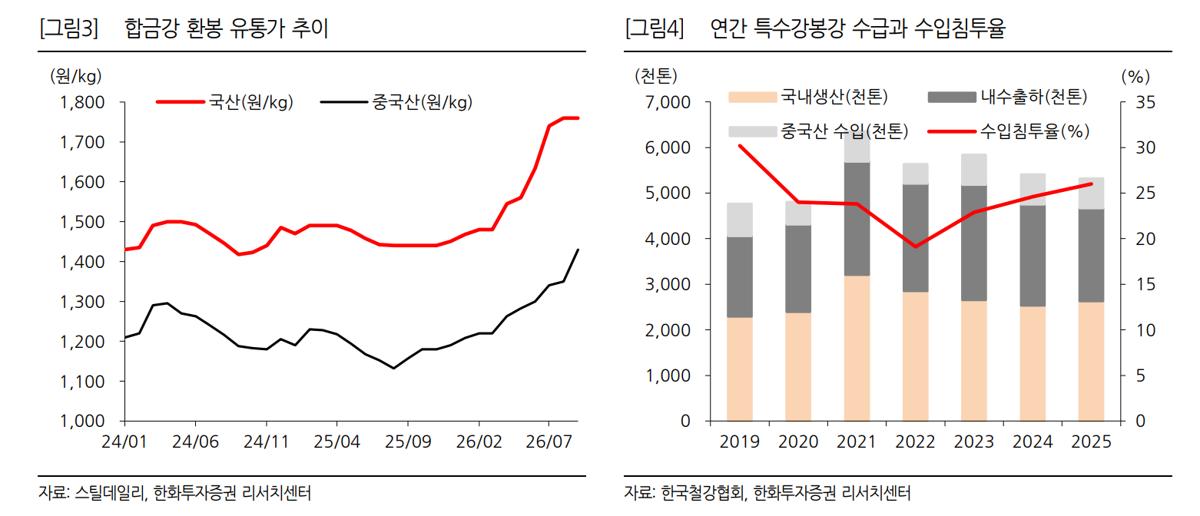 [그림3] 합금강 환봉 유통가 추이
(원/kg)
국산(원/kg) 중국산(원/kg)
1,800
1,700
1,600
1,500
1,400
1,300
1,200
1,100
1,000
24/01 24/06 24/11 25/04 25/09 26/02 26/07
자료: 스틸데일리, 한화투자증권 리서치센터
[그림4] 연간 특수강봉강 수급과 수입침투율
(천톤) (%)
국내생산(천톤) 내수출하(천톤)
중국산 수입(천톤) 수입침투율(%)
7,000 35
6,000 30
5,000 25
4,000 20
3,000 15
2,000 10
1,000 5
0 0
2019 2020 2021 2022 2023 2024 2025
자료: 한국철강협회, 한화투자증권 리서치센터